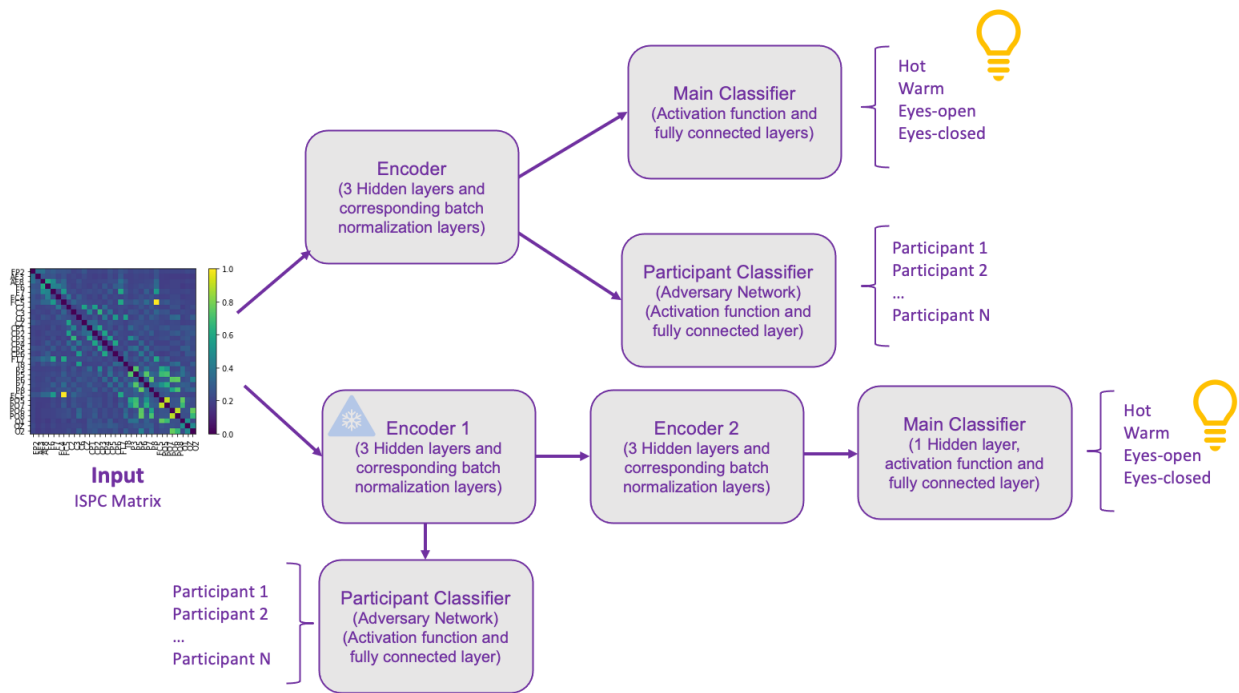 Main Classifier
(Activation function and
fully connected layers)
Hot
Warm
Eyes-open
Eyes-closed
Encoder
(3 Hidden layers and
corresponding batch
normalization layers)
Participant Classifier
(Adversary Network)
(Activation function and
fully connected layer)
Participant 1
Participant 2
...
Participant N
1.0
0.8
0.6
0.4
0.2
0.0
Input
ISPC Matrix
Encoder 1
(3 Hidden layers and
corresponding batch
normalization layers)
Encoder 2
(3 Hidden layers and
corresponding batch
normalization layers)
Main Classifier
(1 Hidden layer,
activation function and
fully connected layer)
Hot
Warm
Eyes-open
Eyes-closed
Participant 1
Participant 2
...
Participant N
Participant Classifier
(Adversary Network)
(Activation function and
fully connected layer)